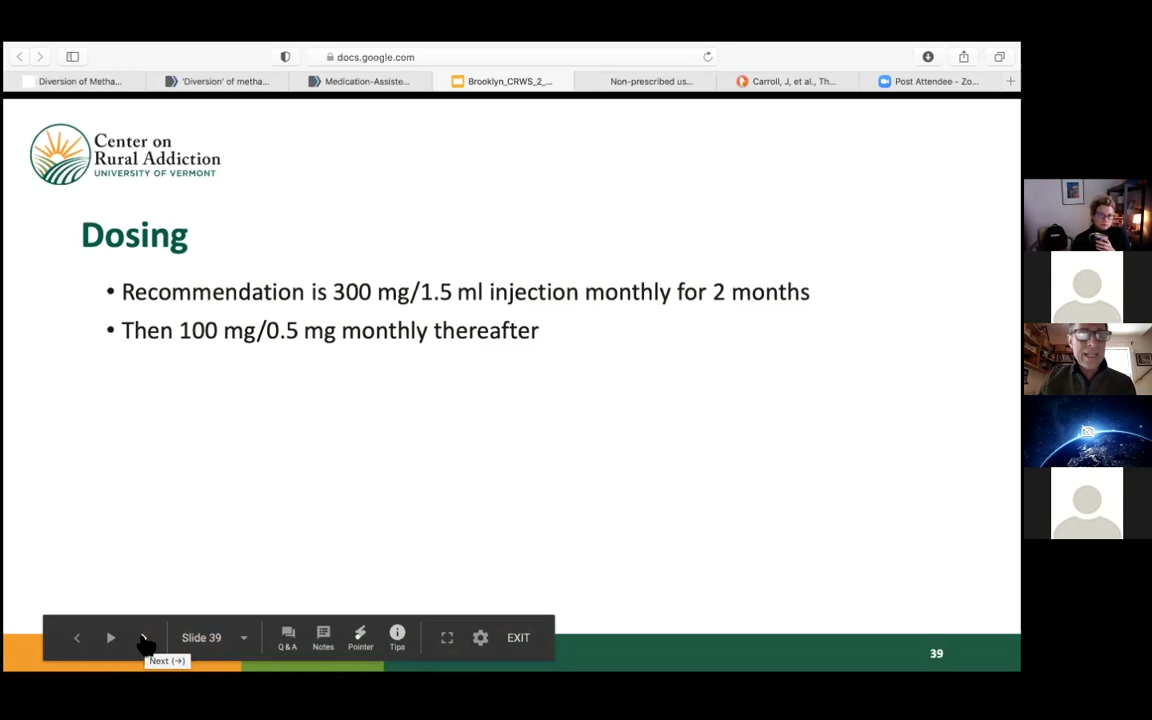 docs.google.com
Diversion of Metha...
'Diversion' of metha...
Medication-Assiste...
Brooklyn_CRWS_2_...
Non-prescribed us...
Carroll, J, et al., Th...
Post Attendee - Zo...
Center on
Rural Addiction
UNIVERSITY OF VERMONT
Dosing
• Recommendation is 300 mg/1.5 ml injection monthly for 2 months
• Then 100 mg/0.5 mg monthly thereafter
Slide 39
Q & A
Notes
Pointer
Tips
EXIT
Next (→)
39